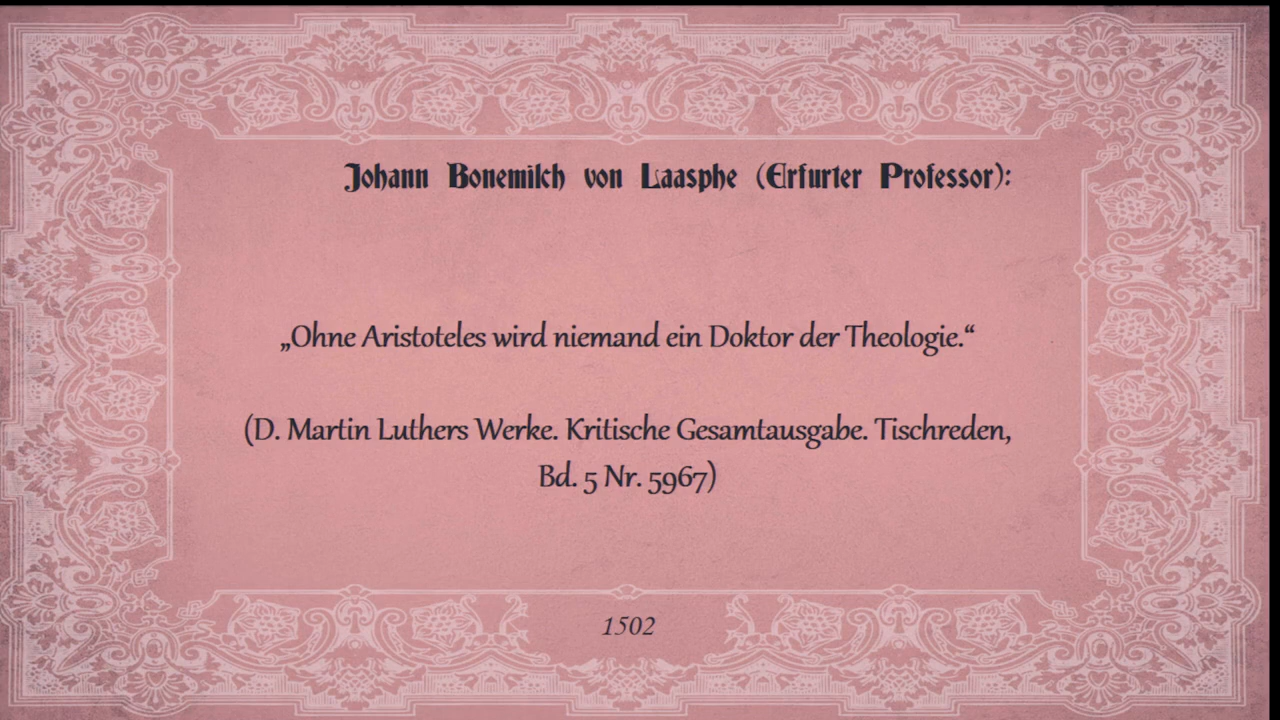 Johann Bonemilch von Laasphe (Erfurter Professor):
„Ohne Aristoteles wird niemand ein Doktor der Theologie.“
(D. Martin Luthers Werke. Kritische Gesamtausgabe. Tischreden,
Bd. 5 Nr. 5967)
1502